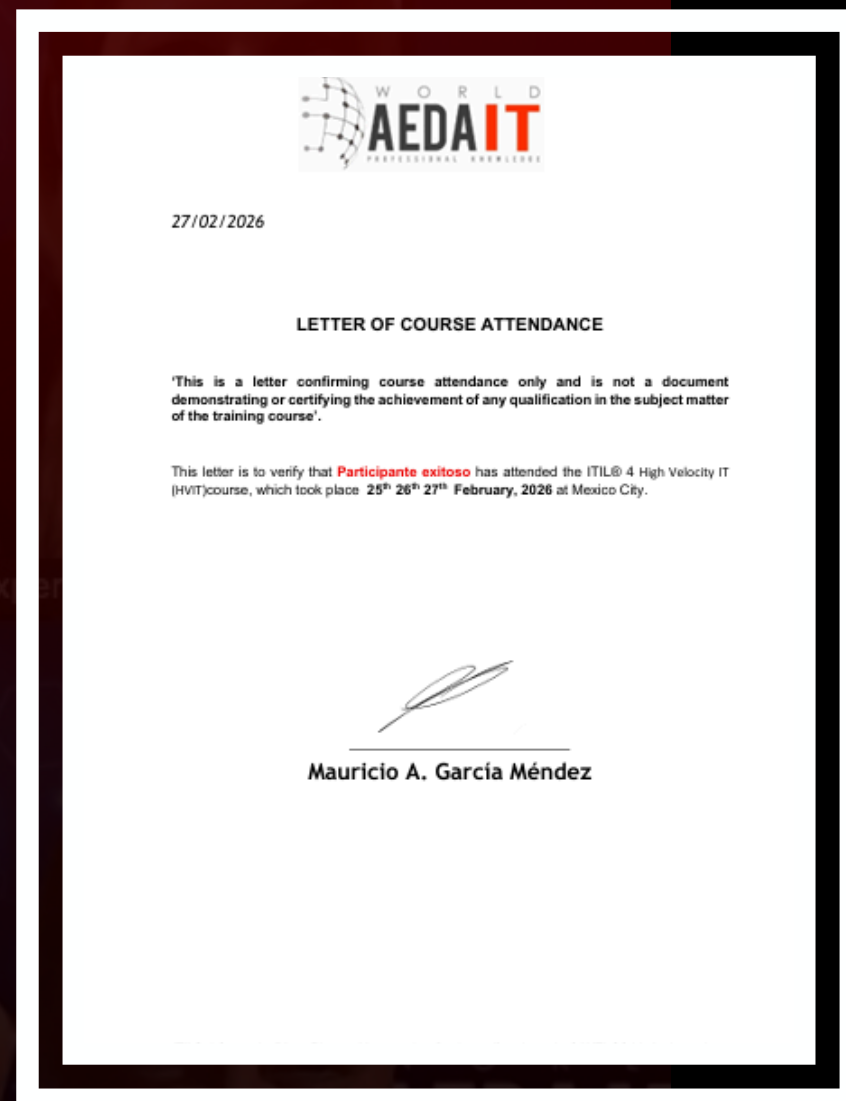 WORLD
AEDAIT
PROFESSIONAL KNOWLEDGE
27/02/2026
LETTER OF COURSE ATTENDANCE
'This is a letter confirming course attendance only and is not a document
demonstrating or certifying the achievement of any qualification in the subject matter
of the training course'.
This letter is to verify that Participante exitoso has attended the ITIL® 4 High Velocity IT
(HVIT)course, which took place 25th 26th 27th February, 2026 at Mexico City.
Mauricio A. García Méndez